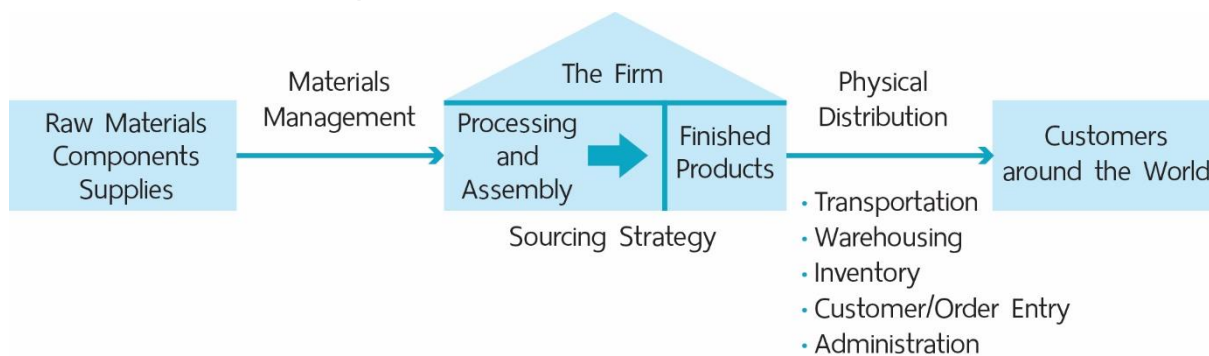 Raw Materials
Components
Supplies
Materials
Management
The Firm
Processing
and
Assembly
Finished
Products
Sourcing Strategy
Physical
Distribution
• Transportation
• Warehousing
• Inventory
• Customer/Order Entry
• Administration
Customers
around the World